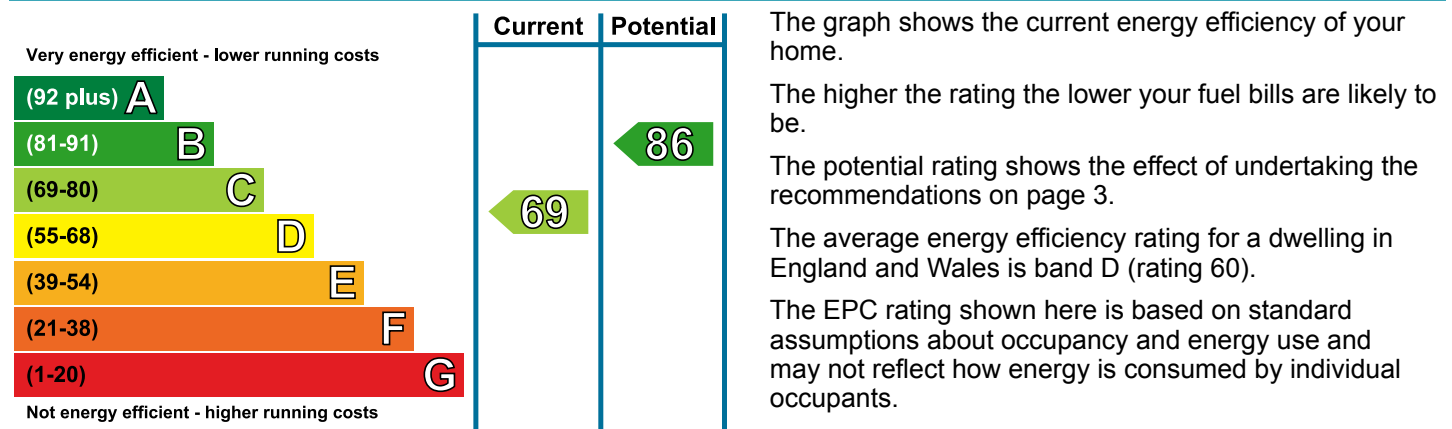 Current Potential
Very energy efficient - lower running costs
(92 plus) A
(81-91) B
86
(69-80) C
69
(55-68) D
(39-54) E
(21-38) F
(1-20) G
Not energy efficient - higher running costs
The graph shows the current energy efficiency of your
home.
The higher the rating the lower your fuel bills are likely to
be.
The potential rating shows the effect of undertaking the
recommendations on page 3.
The average energy efficiency rating for a dwelling in
England and Wales is band D (rating 60).
The EPC rating shown here is based on standard
assumptions about occupancy and energy use and
may not reflect how energy is consumed by individual
occupants.